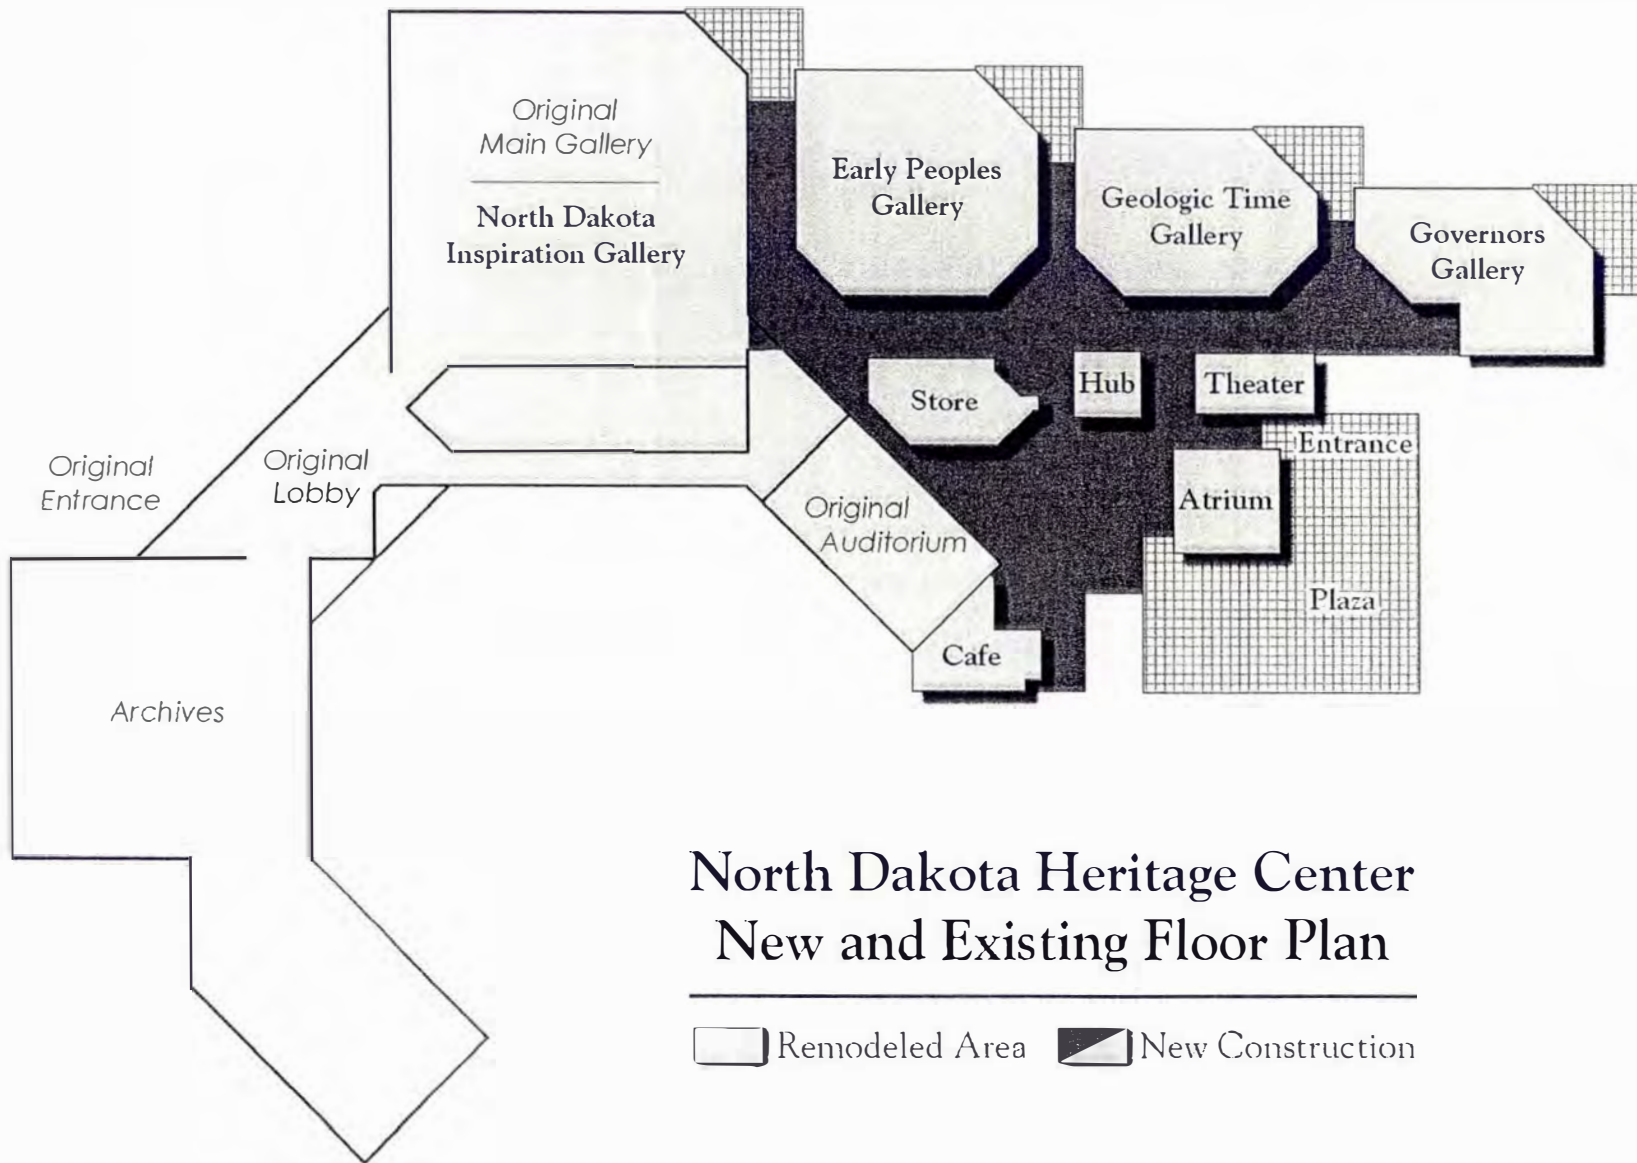 Original
Main Gallery
North Dakota
Inspiration Gallery
Early Peoples
Gallery
Geologic Time
Gallery
Governors
Gallery
Store
Hub
Theater
Entrance
Atrium
Plaza
Original
Entrance
Original
Lobby
Original
Auditorium
Cafe
Archives
North Dakota Heritage Center
New and Existing Floor Plan
Remodeled Area
New Construction